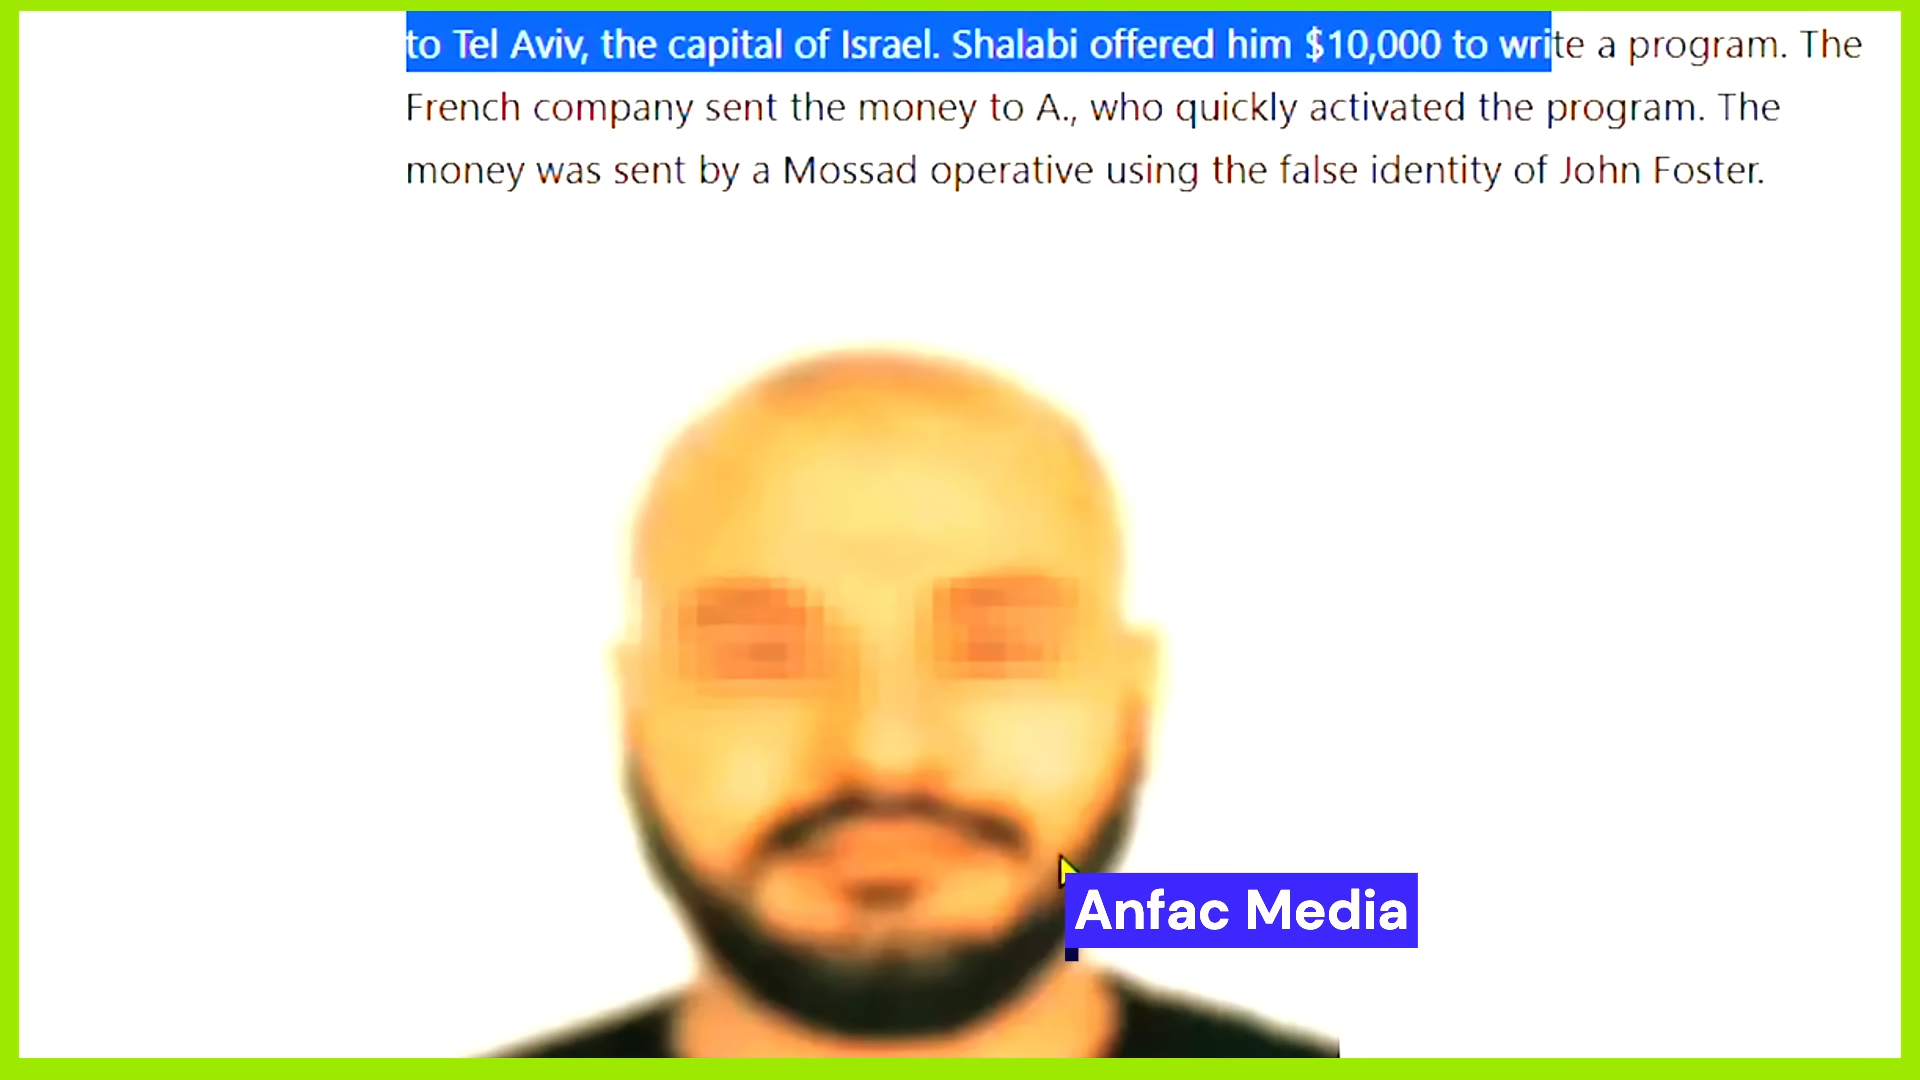 to Tel Aviv, the capital of Israel. Shalabi offered him $10,000 to write a program. The
French company sent the money to A., who quickly activated the program. The
money was sent by a Mossad operative using the false identity of John Foster.
Anfac Media